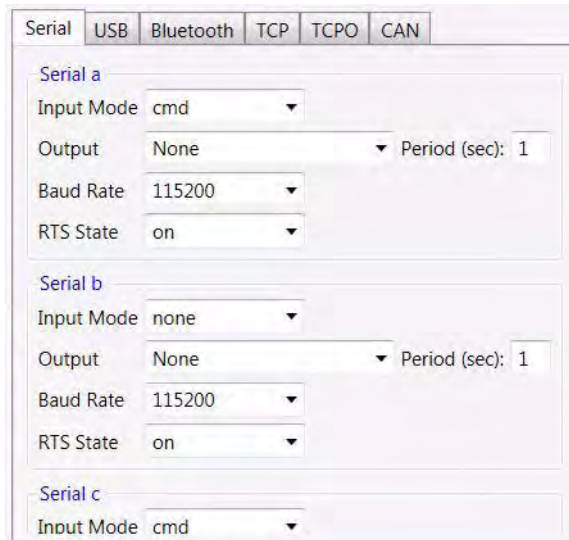 Serial USB Bluetooth TCP TCPO CAN
Serial a
Input Mode cmd
Output None Period (sec): 1
Baud Rate 115200
RTS State on
Serial b
Input Mode none
Output None Period (sec): 1
Baud Rate 115200
RTS State on
Serial c
Input Mode cmd